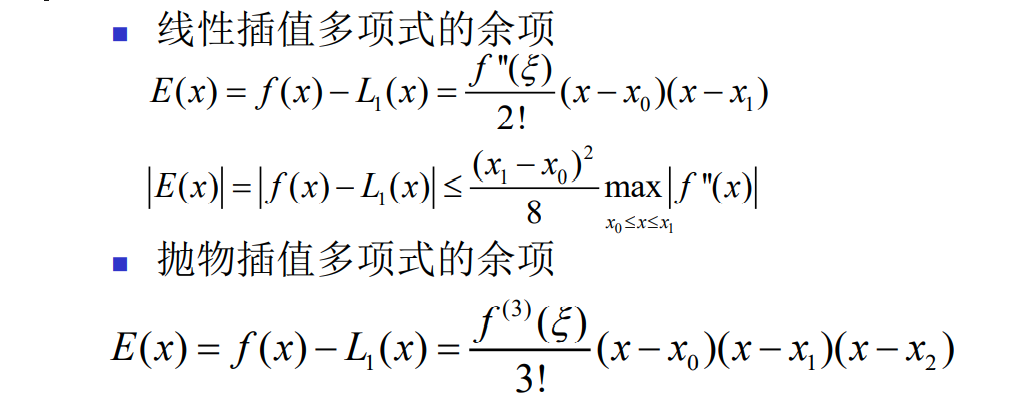 线性插值多项式的余项
E(x) = f(x) − L₁(x) = f "(ξ)/2! (x − x₀)(x − x₁)
|E(x)| = |f(x) − L₁(x)| ≤ (x₁ − x₀)²/8 max_{x₀≤x≤x₁} |f "(x)|
抛物插值多项式的余项
E(x) = f(x) − L₁(x) = f⁽³⁾(ξ)/3! (x − x₀)(x − x₁)(x − x₂)